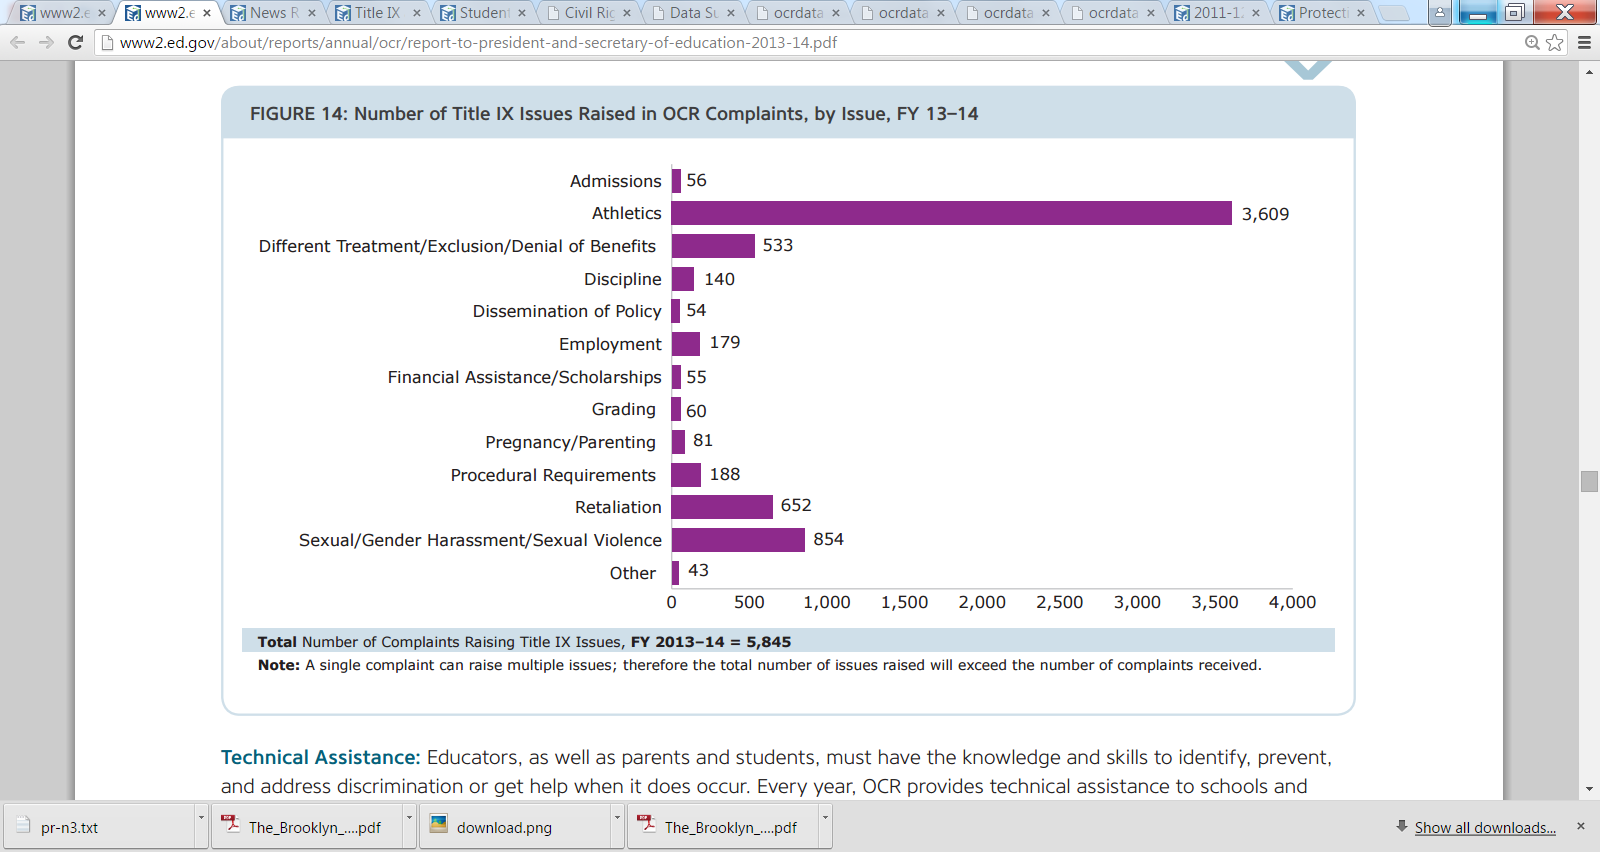 www2.e
www2.e
News R
Title IX
Student
Civil Rig
Data Su
ocrdata
ocrdata
ocrdata
ocrdata
2011-1
Protecti
www2.ed.gov/about/reports/annual/ocr/report-to-president-and-secretary-of-education-2013-14.pdf
FIGURE 14: Number of Title IX Issues Raised in OCR Complaints, by Issue, FY 13–14
Admissions 56
Athletics 3,609
Different Treatment/Exclusion/Denial of Benefits 533
Discipline 140
Dissemination of Policy 54
Employment 179
Financial Assistance/Scholarships 55
Grading 60
Pregnancy/Parenting 81
Procedural Requirements 188
Retaliation 652
Sexual/Gender Harassment/Sexual Violence 854
Other 43
0 500 1,000 1,500 2,000 2,500 3,000 3,500 4,000
Total Number of Complaints Raising Title IX Issues, FY 2013–14 = 5,845
Note: A single complaint can raise multiple issues; therefore the total number of issues raised will exceed the number of complaints received.
Technical Assistance: Educators, as well as parents and students, must have the knowledge and skills to identify, prevent,
and address discrimination or get help when it does occur. Every year, OCR provides technical assistance to schools and
pr-n3.txt
The_Brooklyn_....pdf
download.png
The_Brooklyn_....pdf
Show all downloads...